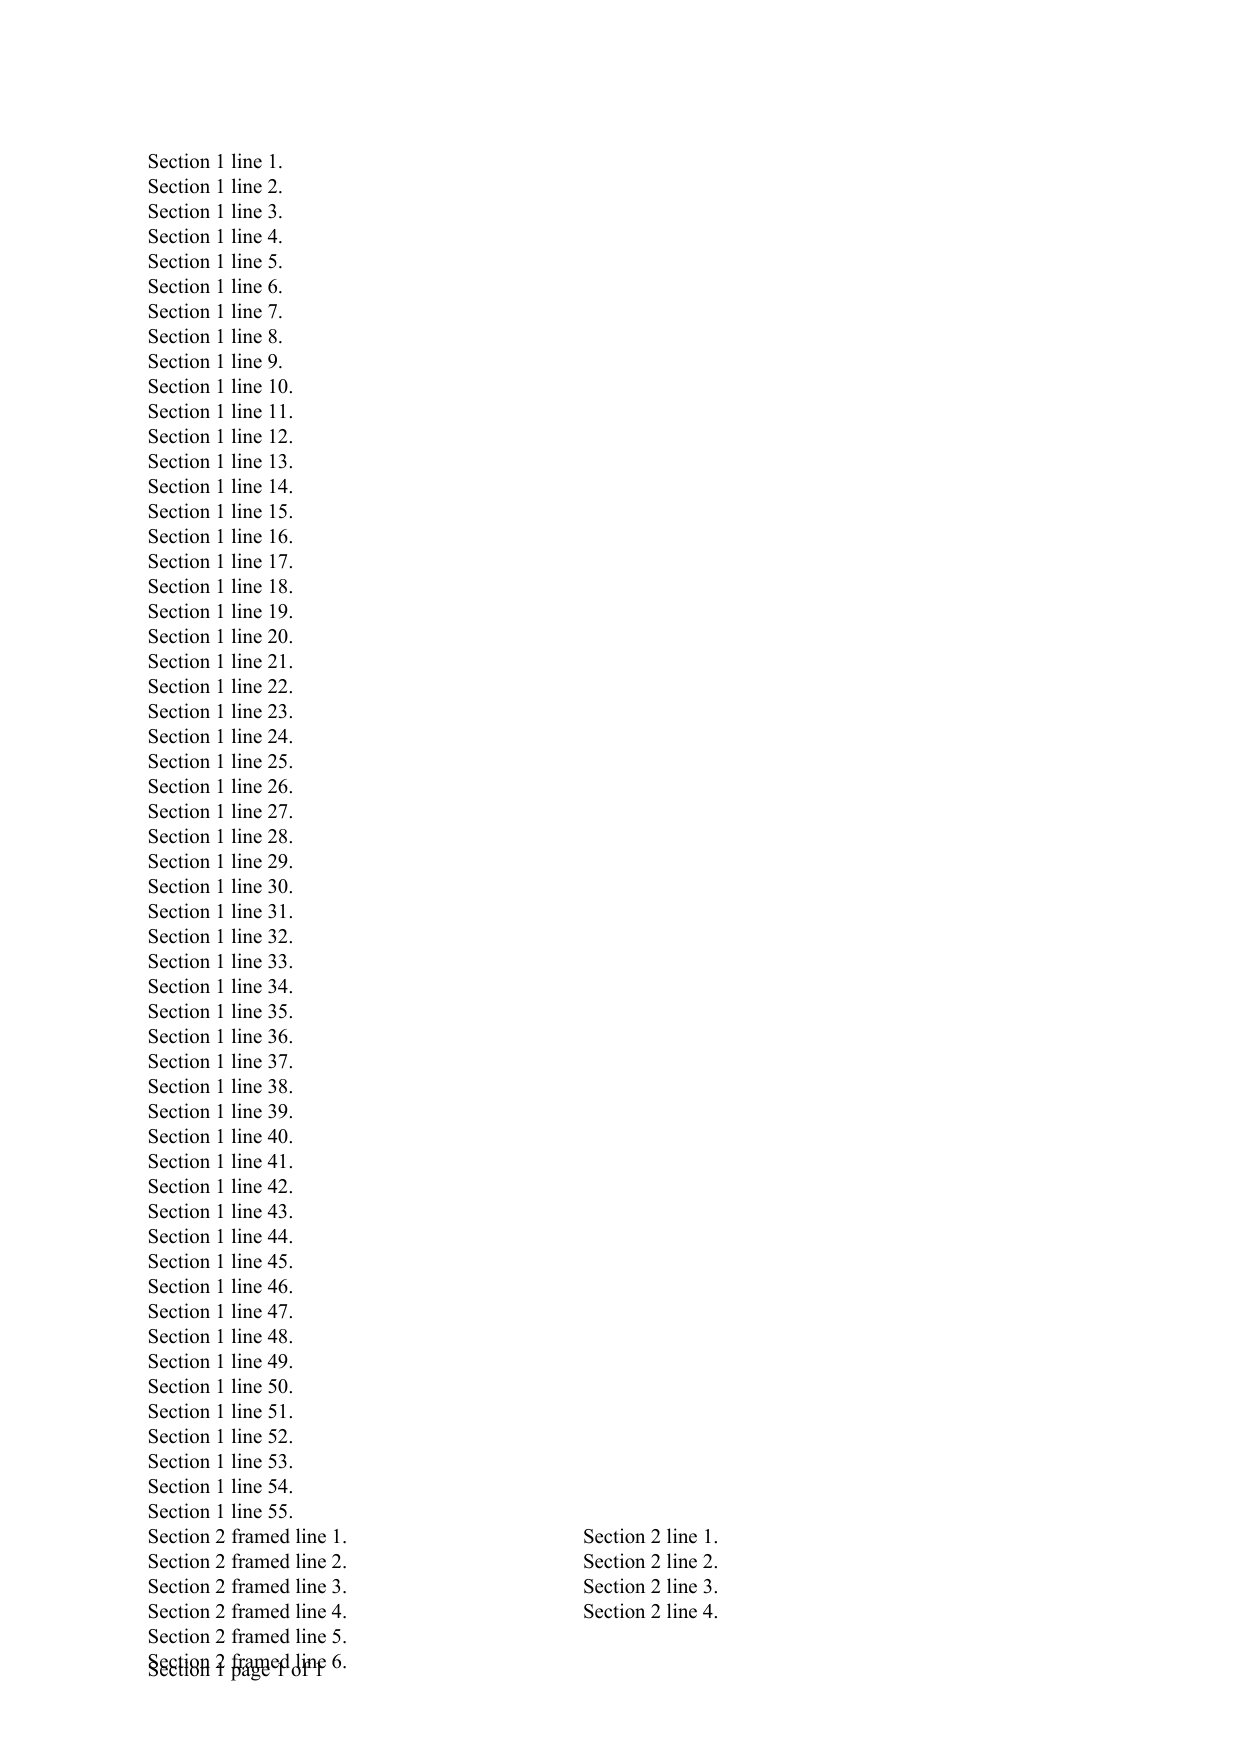 Section 1 line 1.
Section 1 line 2.
Section 1 line 3.
Section 1 line 4.
Section 1 line 5.
Section 1 line 6.
Section 1 line 7.
Section 1 line 8.
Section 1 line 9.
Section 1 line 10.
Section 1 line 11.
Section 1 line 12.
Section 1 line 13.
Section 1 line 14.
Section 1 line 15.
Section 1 line 16.
Section 1 line 17.
Section 1 line 18.
Section 1 line 19.
Section 1 line 20.
Section 1 line 21.
Section 1 line 22.
Section 1 line 23.
Section 1 line 24.
Section 1 line 25.
Section 1 line 26.
Section 1 line 27.
Section 1 line 28.
Section 1 line 29.
Section 1 line 30.
Section 1 line 31.
Section 1 line 32.
Section 1 line 33.
Section 1 line 34.
Section 1 line 35.
Section 1 line 36.
Section 1 line 37.
Section 1 line 38.
Section 1 line 39.
Section 1 line 40.
Section 1 line 41.
Section 1 line 42.
Section 1 line 43.
Section 1 line 44.
Section 1 line 45.
Section 1 line 46.
Section 1 line 47.
Section 1 line 48.
Section 1 line 49.
Section 1 line 50.
Section 1 line 51.
Section 1 line 52.
Section 1 line 53.
Section 1 line 54.
Section 1 line 55.
Section 2 framed line 1.
Section 2 framed line 2.
Section 2 framed line 3.
Section 2 framed line 4.
Section 2 framed line 5.
Section 2 framed line 6.
Section 2 line 1.
Section 2 line 2.
Section 2 line 3.
Section 2 line 4.
Section 1 page 1 of 1